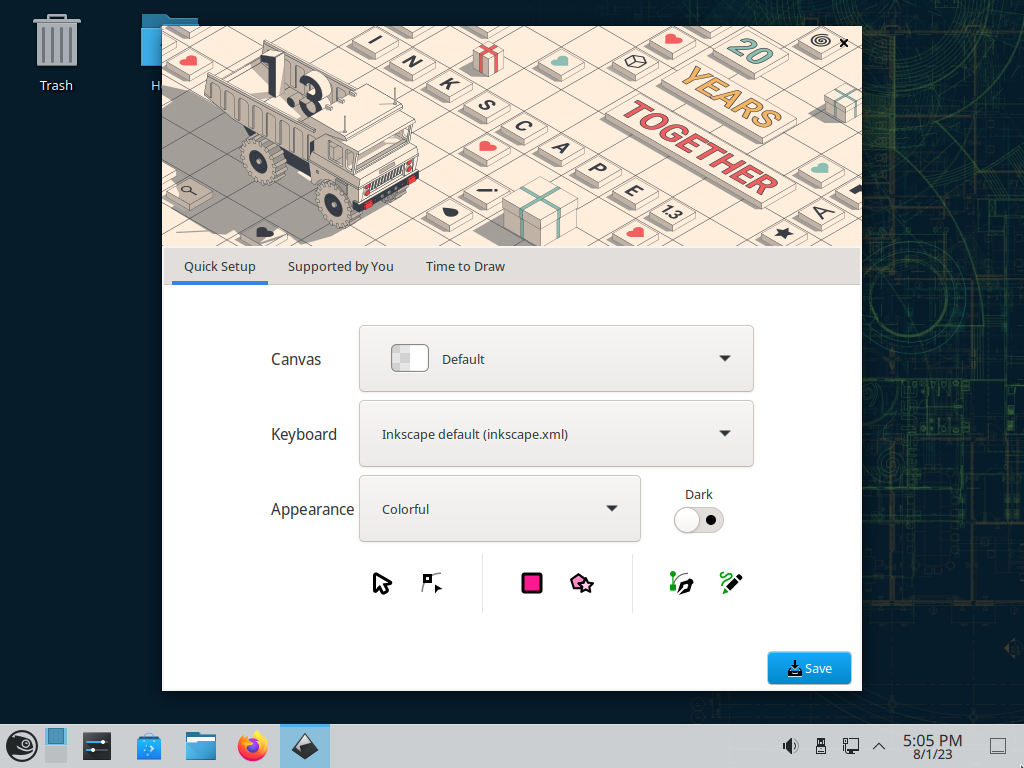 Trash
H
1.3
INKSCAPE
1.3
20
YEARS
TOGETHER
!
A
Quick Setup
Supported by You
Time to Draw
Canvas
Default
Keyboard
Inkscape default (inkscape.xml)
Appearance
Colorful
Dark
Save
5:05 PM
8/1/23